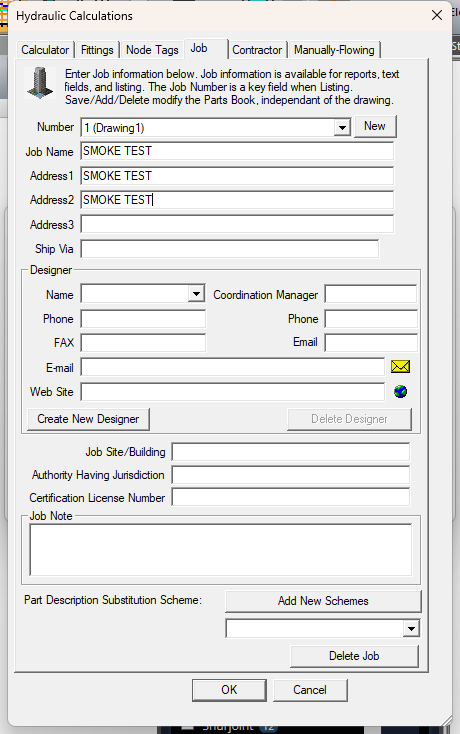 Hydraulic Calculations
Calculator Fittings Node Tags Job Contractor Manually-Flowing
Enter Job information below. Job information is available for reports, text
fields, and listing. The Job Number is a key field when Listing.
Save/Add/Delete modify the Parts Book, independant of the drawing.
Number 1 (Drawing1) New
Job Name SMOKE TEST
Address1 SMOKE TEST
Address2 SMOKE TEST
Address3
Ship Via
Designer
Name Coordination Manager
Phone Phone
FAX Email
E-mail
Web Site
Create New Designer Delete Designer
Job Site/Building
Authority Having Jurisdiction
Certification License Number
Job Note
Part Description Substitution Scheme: Add New Schemes
Delete Job
OK Cancel
12